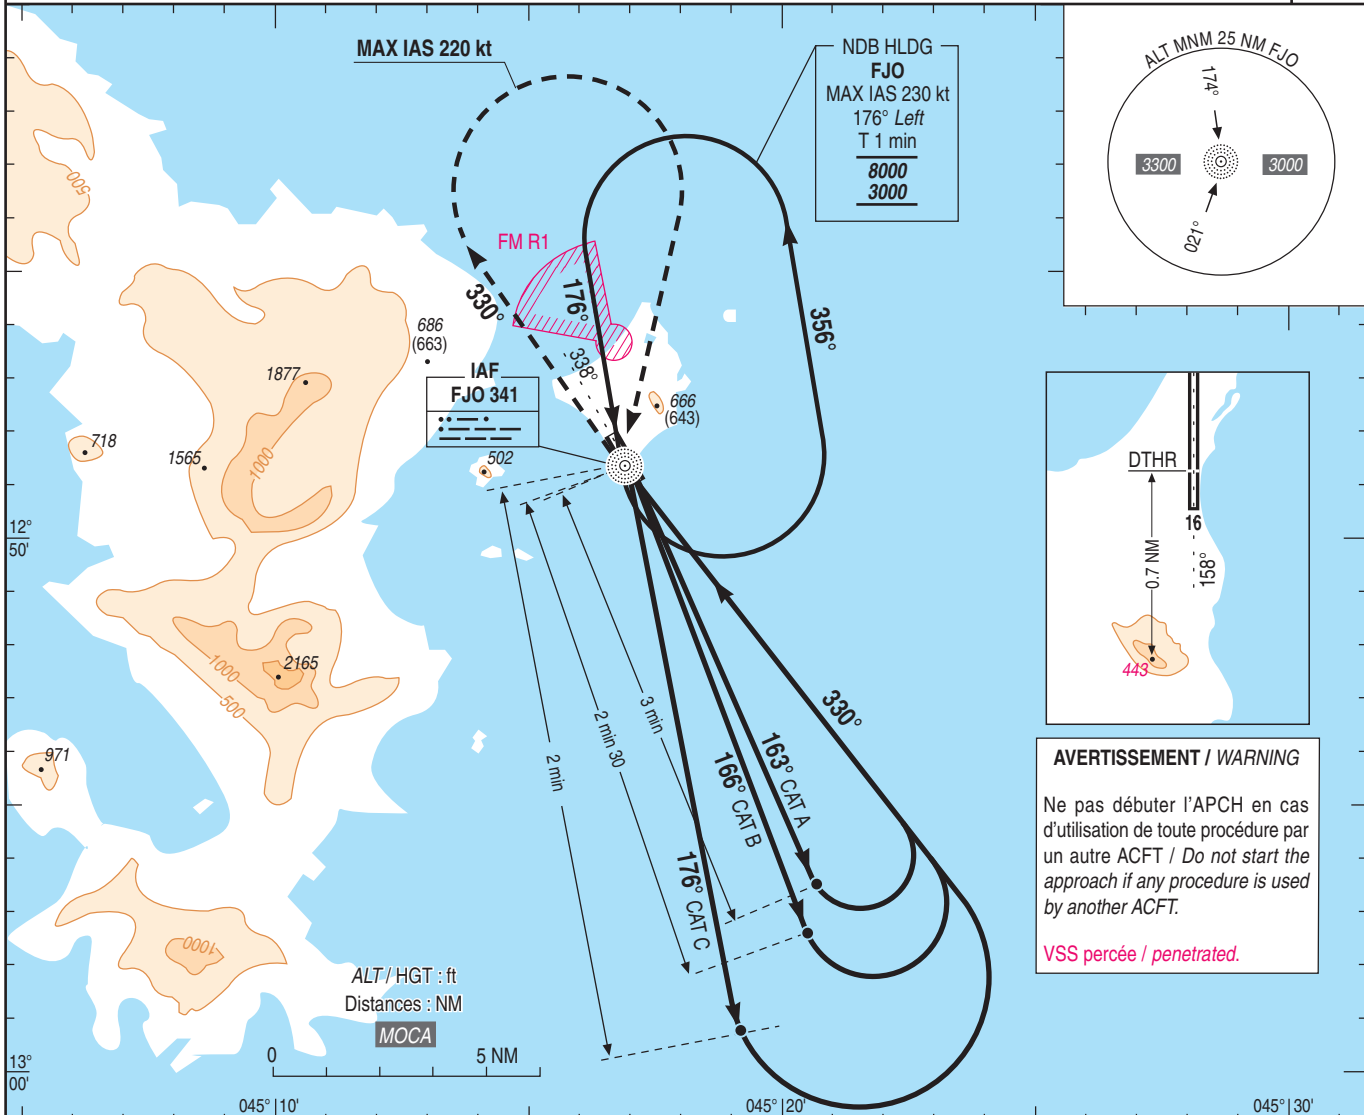 MAX IAS 220 kt
NDB HLDG
FJO
MAX IAS 230 kt
176° Left
T 1 min
8000
3000
ALT MNM 25 NM FJO
174°
3300
3000
021°
500
FM R1
330°
176°
356°
338°
686
(663)
IAF
FJO 341
1877
666
(643)
718
1565
1000
502
12°
50'
DTHR
16
0.7 NM
158°
443
1000
2165
500
971
2 min
2 min 30
3 min
330°
163° CAT A
166° CAT B
176° CAT C
AVERTISSEMENT / WARNING
Ne pas débuter l'APCH en cas
d'utilisation de toute procédure par
un autre ACFT / Do not start the
approach if any procedure is used
by another ACFT.
VSS percée / penetrated.
1000
ALT / HGT : ft
Distances : NM
MOCA
0
5 NM
13°
00'
045° 10'
045° 20'
045° 30'